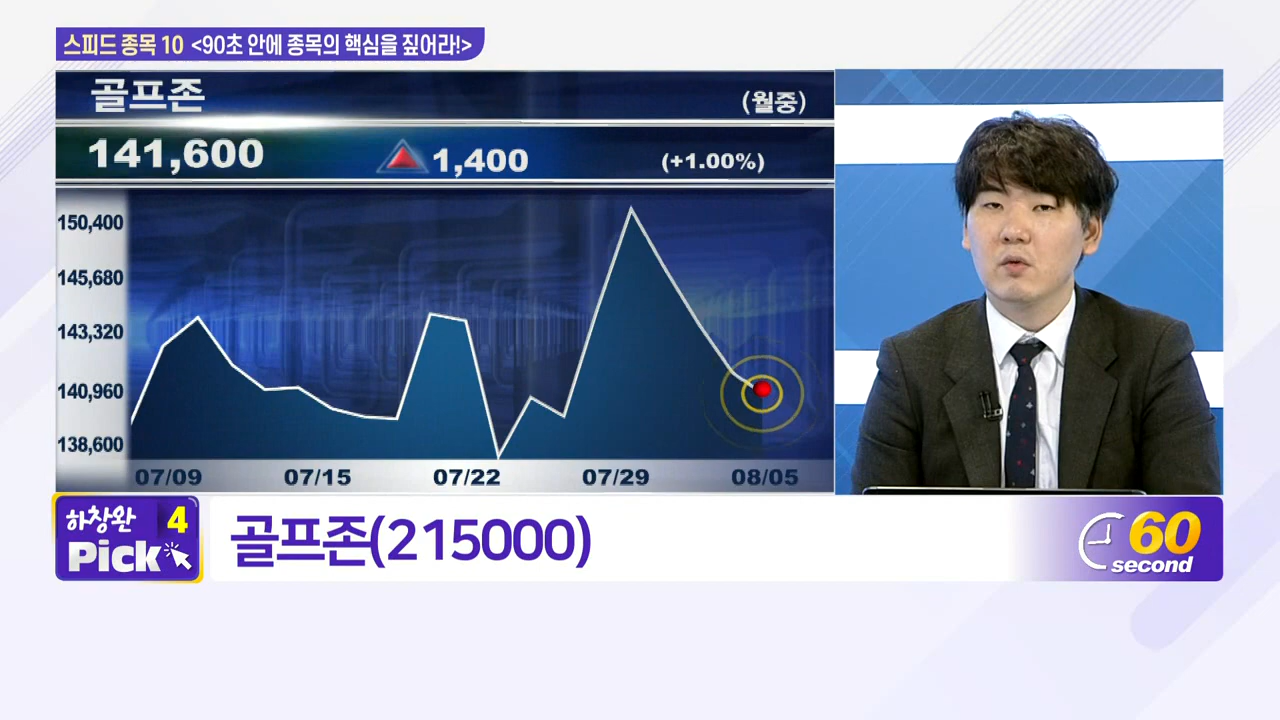 스피드 종목 10 <90초 안에 종목의 핵심을 짚어라!>
골프존
(월중)
141,600
1,400
(+1.00%)
150,400
145,680
143,320
140,960
138,600
07/09
07/15
07/22
07/29
08/05
하창완
4
Pick
골프존(215000)
60
second